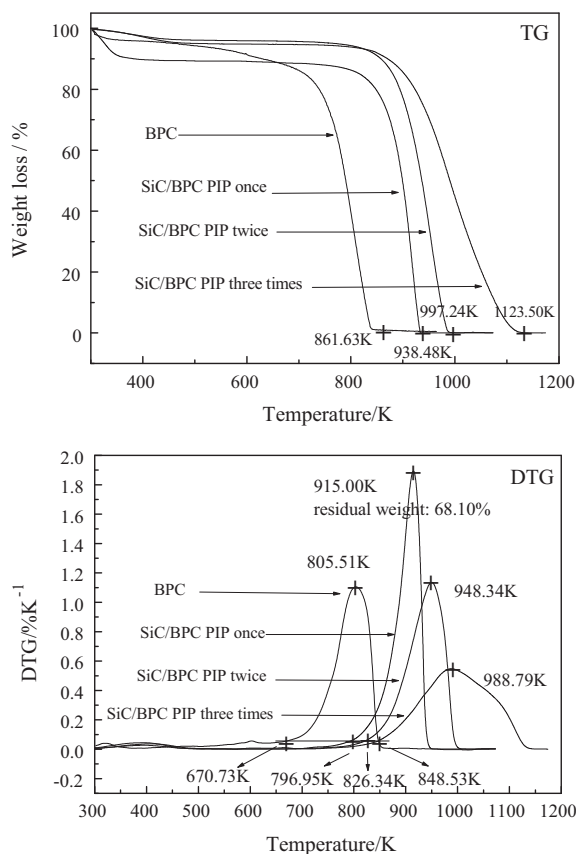 TG
100
80
60
40
20
0
Weight loss / %
BPC
SiC/BPC PIP once
SiC/BPC PIP twice
SiC/BPC PIP three times
997.24K
1123.50K
861.63K
938.48K
300 400 600 800 1000 1200
Temperature/K
DTG
2.0
1.8
1.6
1.4
1.2
1.0
0.8
0.6
0.4
0.2
0.0
-0.2
DTG/%K-1
915.00K
residual weight: 68.10%
805.51K
BPC
948.34K
SiC/BPC PIP once
SiC/BPC PIP twice
988.79K
SiC/BPC PIP three times
670.73K
796.95K
826.34K
848.53K
300 400 500 600 700 800 900 1000 1100 1200
Temperature/K